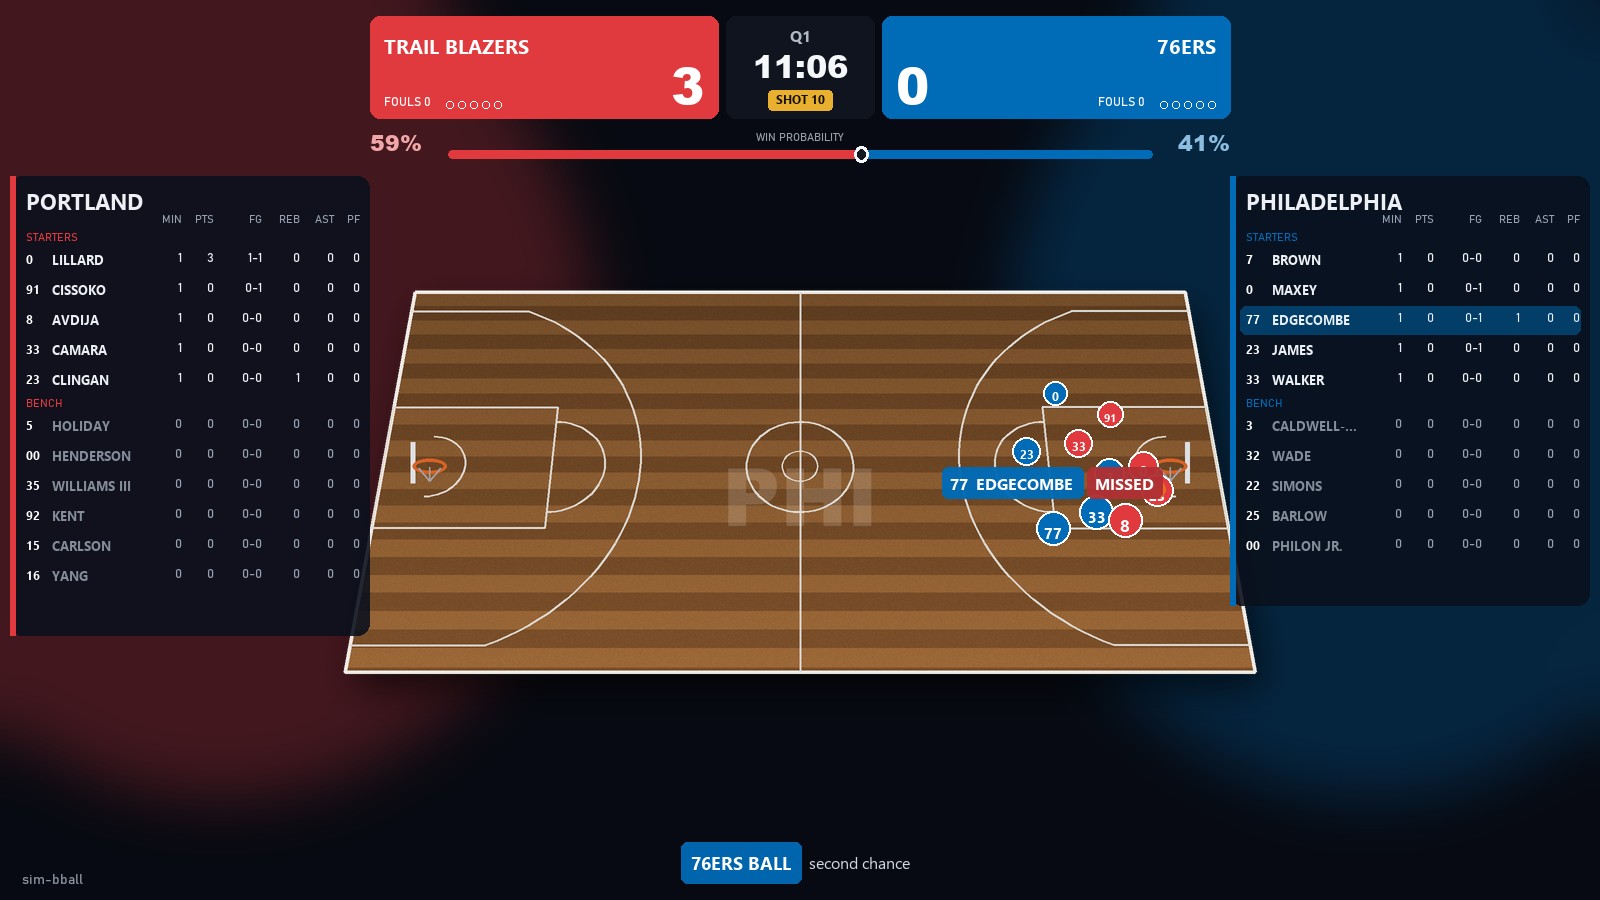 TRAIL BLAZERS
3
FOULS 0
Q1
11:06
SHOT 10
76ERS
0
FOULS 0
59%
WIN PROBABILITY
41%
PORTLAND
MIN PTS FG REB AST PF
STARTERS
0 LILLARD 1 3 1-1 0 0 0
91 CISSOKO 1 0 0-1 0 0 0
8 AVDIJA 1 0 0-0 0 0 0
33 CAMARA 1 0 0-0 0 0 0
23 CLINGAN 1 0 0-0 1 0 0
BENCH
5 HOLIDAY 0 0 0-0 0 0 0
00 HENDERSON 0 0 0-0 0 0 0
35 WILLIAMS III 0 0 0-0 0 0 0
92 KENT 0 0 0-0 0 0 0
15 CARLSON 0 0 0-0 0 0 0
16 YANG 0 0 0-0 0 0 0
PHILADELPHIA
MIN PTS FG REB AST PF
STARTERS
7 BROWN 1 0 0-0 0 0 0
0 MAXEY 1 0 0-1 0 0 0
77 EDGECOMBE 1 0 0-1 1 0 0
23 JAMES 1 0 0-1 0 0 0
33 WALKER 1 0 0-0 0 0 0
BENCH
3 CALDWELL-... 0 0 0-0 0 0 0
32 WADE 0 0 0-0 0 0 0
22 SIMONS 0 0 0-0 0 0 0
25 BARLOW 0 0 0-0 0 0 0
00 PHILON JR. 0 0 0-0 0 0 0
0
91
33
23
77 EDGECOMBE MISSED
PHI
33
8
77
76ERS BALL second chance
sim-bball